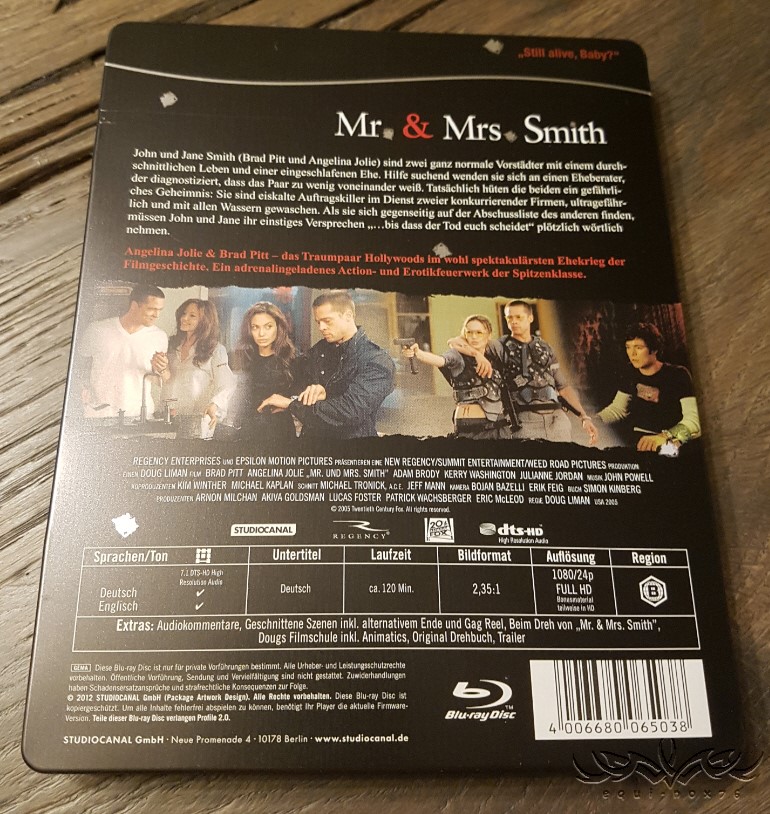 „Still alive, Baby?“
Mr. & Mrs. Smith
John und Jane Smith (Brad Pitt und Angelina Jolie) sind zwei ganz normale Vorstädter mit einem durch-
schnittlichen Leben und einer eingeschlafenen Ehe. Hilfe suchend wenden sie sich an einen Eheberater,
der diagnostiziert, dass das Paar zu wenig voneinander weiß. Tatsächlich hüten die beiden ein gefährli-
ches Geheimnis: Sie sind eiskalte Auftragskiller im Dienst zweier konkurrierender Firmen, ultragefähr-
lich und mit allen Wassern gewaschen. Als sie sich gegenseitig auf der Abschussliste des anderen finden,
müssen John und Jane ihr einstiges Versprechen „...bis dass der Tod euch scheidet“ plötzlich wörtlich
nehmen.
Angelina Jolie & Brad Pitt – das Traumpaar Hollywoods im wohl spektakulärsten Ehekrieg der
Filmgeschichte. Ein adrenalingeladenes Action- und Erotikfeuerwerk der Spitzenklasse.
REGENCY ENTERPRISES UND EPSILON MOTION PICTURES PRÄSENTIEREN EINE NEW REGENCY/SUMMIT ENTERTAINMENT/NEED ROAD PICTURES PRODUKTION
EINEN DOUG LIMAN FILM BRAD PITT ANGELINA JOLIE „MR. UND MRS. SMITH“ ADAM BRODY KERRY WASHINGTON JULIANNE JORDAN MUSIK JOHN POWELL
KOPRODUZENTEN KIM WINTHER MICHAEL KAPLAN SCHNITT MICHAEL TRONICK, A.C.E. JEFF MANN KAMERA BOJAN BAZELLI ERIK FEIG BUCH SIMON KINBERG
PRODUZENTEN ARNON MILCHAN AKIVA GOLDSMAN LUCAS FOSTER PATRICK WACHSBERGER ERIC McLEOD REGIE DOUG LIMAN USA 2005
© 2005 Twentieth Century Fox. All rights reserved.
STUDIOCANAL REGENCY 20th CENTURY FOX dts-HD High Resolution Audio
Sprachen/Ton Untertitel Laufzeit Bildformat Auflösung Region
7.1 DTS-HD High
Resolution Audio
Deutsch ✓
Englisch ✓
Deutsch
ca. 120 Min.
2,35:1
1080/24p
FULL HD
Bonusmaterial
teilweise in HD
B
Extras: Audiokommentare, Geschnittene Szenen inkl. alternativem Ende und Gag Reel, Beim Dreh von „Mr. & Mrs. Smith“,
Dougs Filmschule inkl. Animatics, Original Drehbuch, Trailer
GEMA Diese Blu-ray Disc ist nur für private Vorführungen bestimmt. Alle Urheber- und Leistungsschutzrechte
vorbehalten. Öffentliche Vorführung, Sendung und Vervielfältigung sind nicht gestattet. Zuwiderhandlungen
haben Schadensersatzansprüche und strafrechtliche Konsequenzen zur Folge.
© 2012 STUDIOCANAL GmbH (Package Artwork Design). Alle Rechte vorbehalten. Diese Blu-ray Disc ist
kopiergeschützt. Um alle Inhalte fehlerfrei abspielen zu können, benötigt Ihr Player die aktuelle Firmware-
Version. Teile dieser Blu-ray Disc verlangen Profile 2.0.
Blu-ray Disc™
4 006680 065038
STUDIOCANAL GmbH · Neue Promenade 4 · 10178 Berlin · www.studiocanal.de
equi-nox76